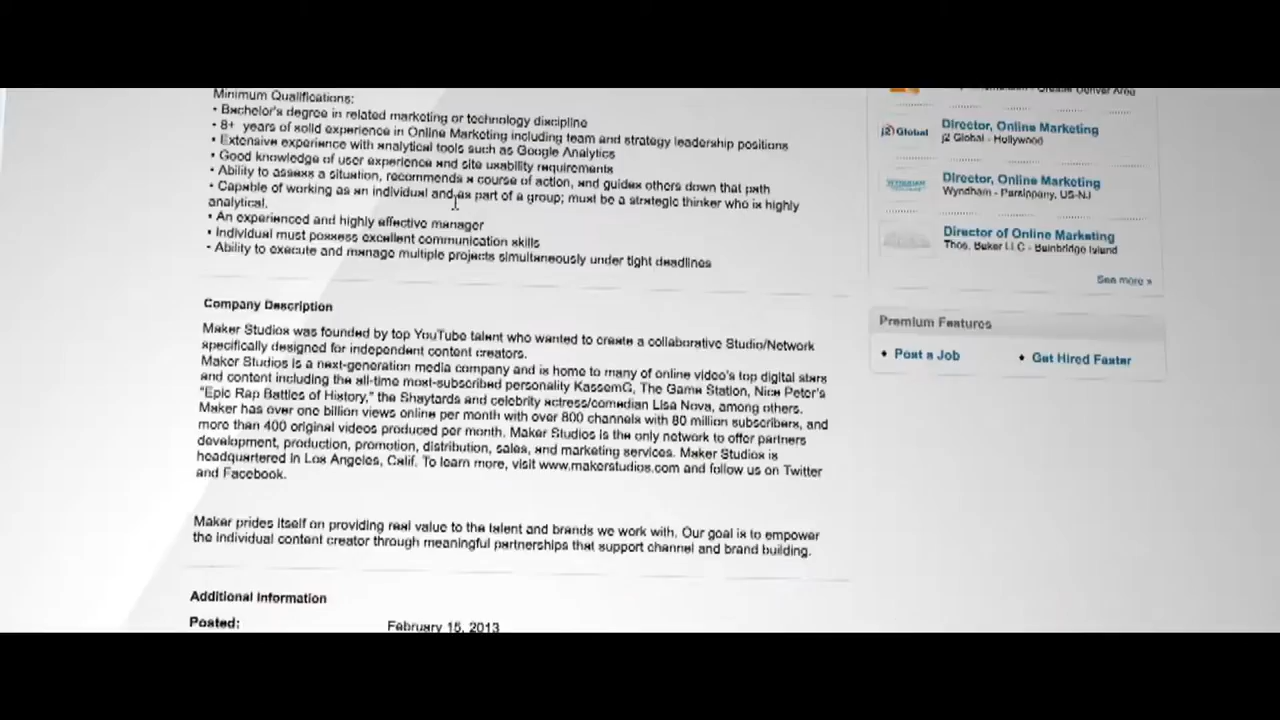 Minimum Qualifications:
• Bachelor's degree in related marketing or technology discipline
• 8+ years of solid experience in Online Marketing including team and strategy leadership positions
• Extensive experience with analytical tools such as Google Analytics
• Good knowledge of user experience and site usability requirements
• Ability to assess a situation, recommends a course of action, and guides others down that path
• Capable of working as an individual and as part of a group; must be a strategic thinker who is highly
analytical.
• An experienced and highly effective manager
• Individual must possess excellent communication skills
• Ability to execute and manage multiple projects simultaneously under tight deadlines
Company Description
Maker Studios was founded by top YouTube talent who wanted to create a collaborative Studio/Network
specifically designed for independent content creators.
Maker Studios is a next-generation media company and is home to many of online video's top digital stars
and content including the all-time most-subscribed personality KassemG, The Game Station, Nice Peter's
"Epic Rap Battles of History," the Shaytards and celebrity actress/comedian Lisa Nova, among others.
Maker has over one billion views online per month with over 800 channels with 80 million subscribers, and
more than 400 original videos produced per month. Maker Studios is the only network to offer partners
development, production, promotion, distribution, sales, and marketing services. Maker Studios is
headquartered in Los Angeles, Calif. To learn more, visit www.makerstudios.com and follow us on Twitter
and Facebook.
Maker prides itself on providing real value to the talent and brands we work with. Our goal is to empower
the individual content creator through meaningful partnerships that support channel and brand building.
Additional Information
Posted: February 15, 2013
Greater Denver Area
j2 Global
Director, Online Marketing
j2 Global - Hollywood
WYNDHAM
Director, Online Marketing
Wyndham - Parsippany, US-NJ
Director of Online Marketing
Thos. Baker LLC - Bainbridge Island
See more »
Premium Features
• Post a Job
• Get Hired Faster